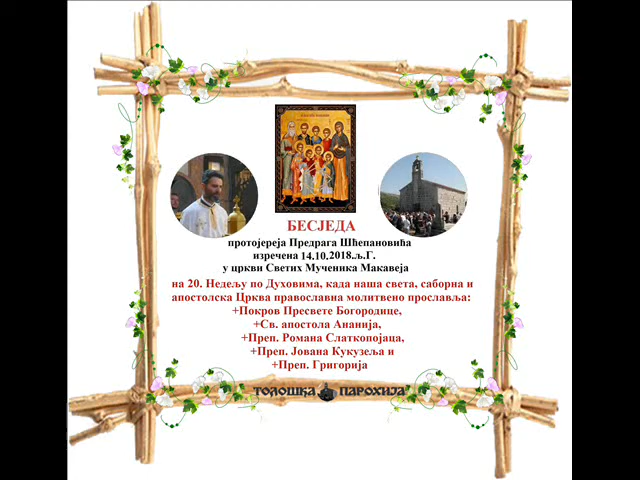 БЕСЈЕДА
протојереја Предрага Шћепановића
изречена 14.10.2018.љ.Г.
у цркви Светих Мученика Макавеја
на 20. Недељу по Духовима, када наша света, саборна и
апостолска Црква православна молитвено прославља:
+Покров Пресвете Богородице,
+Св. апостола Ананија,
+Преп. Романа Слаткопојаца,
+Преп. Јована Кукузеља и
+Преп. Григорија
ТОЛОШКА ПАРОХИЈА